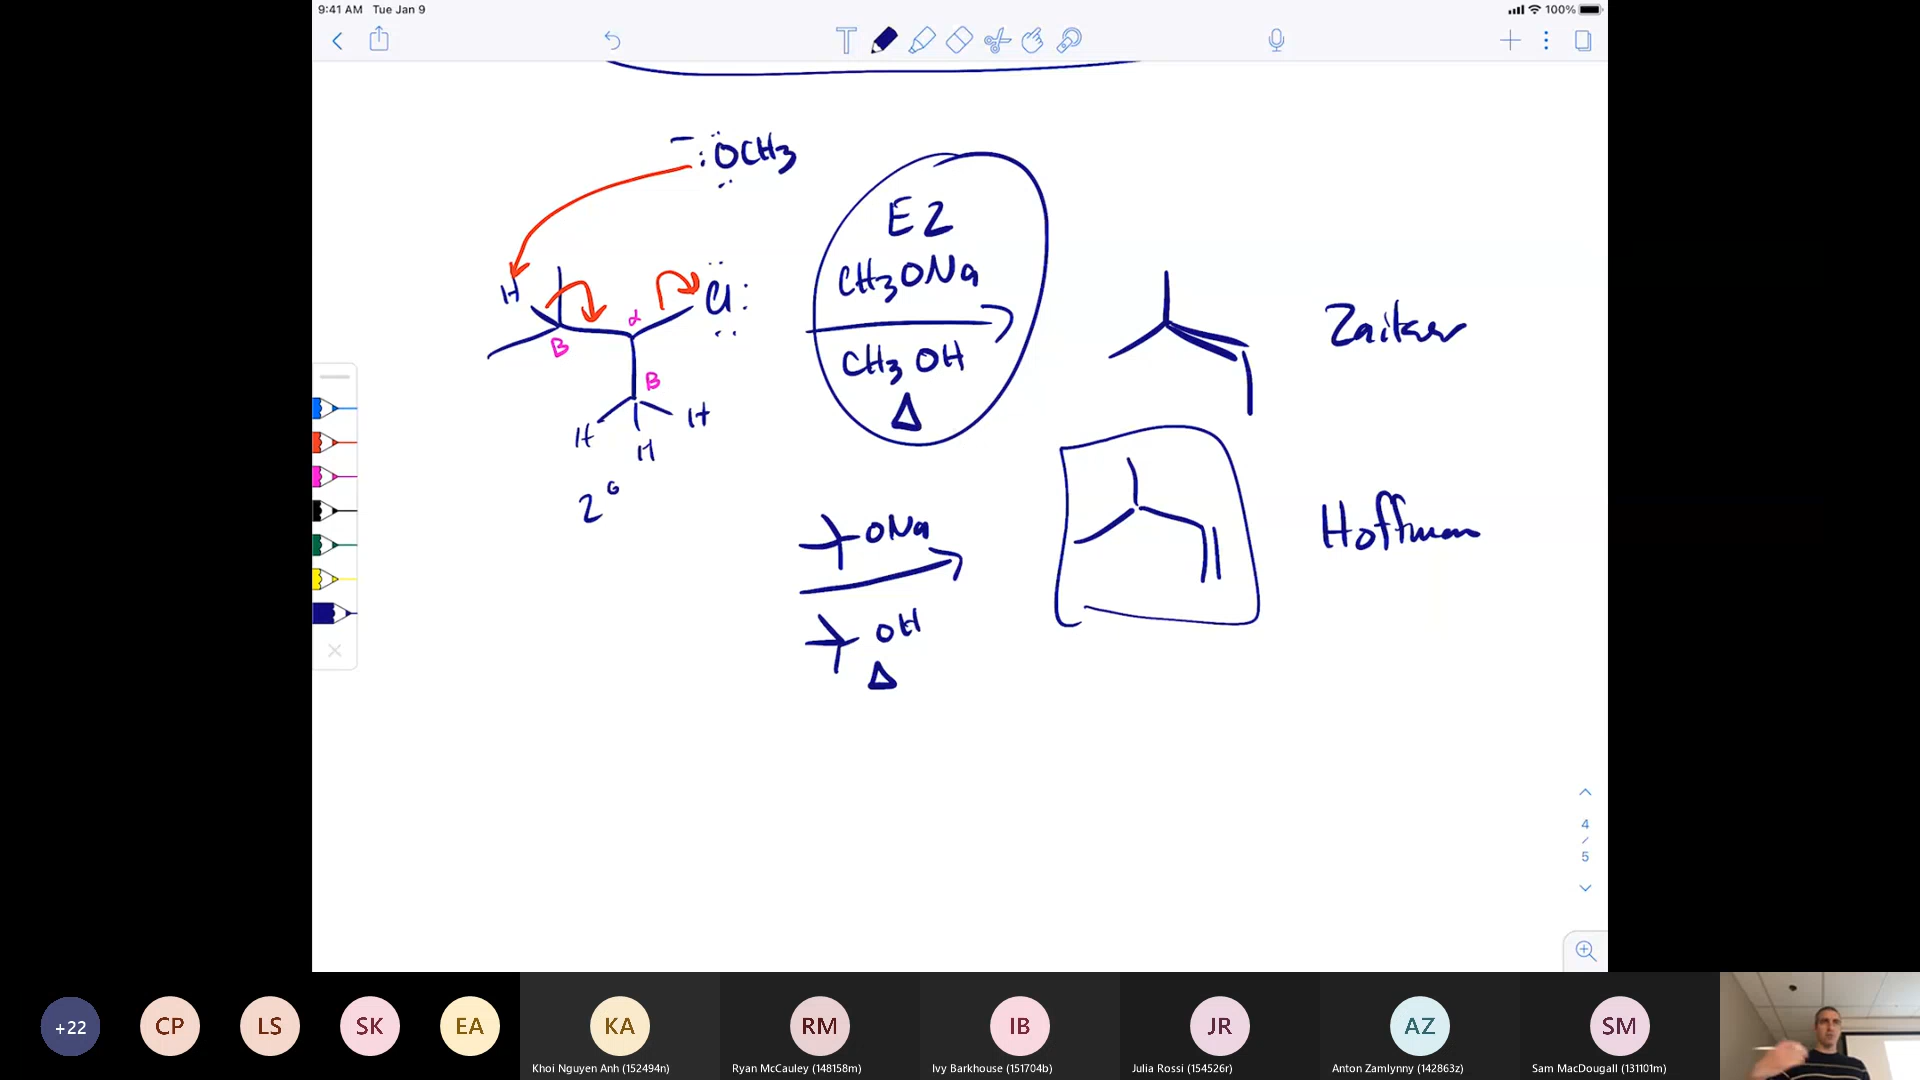 9:41 AM Tue Jan 9
100%
T
:OCH3
E2
CH3ONa
CH3OH
Δ
H
Cl:
α
B
B
H
H
H
2°
Zaitsev
ONa
OH
Δ
Hoffman
4
/
5
+22
CP
LS
SK
EA
KA
RM
IB
JR
AZ
SM
Khoi Nguyen Anh (152494n)
Ryan McCauley (148158m)
Ivy Barkhouse (151704b)
Julia Rossi (154526r)
Anton Zamlynny (142863z)
Sam MacDougall (131101m)